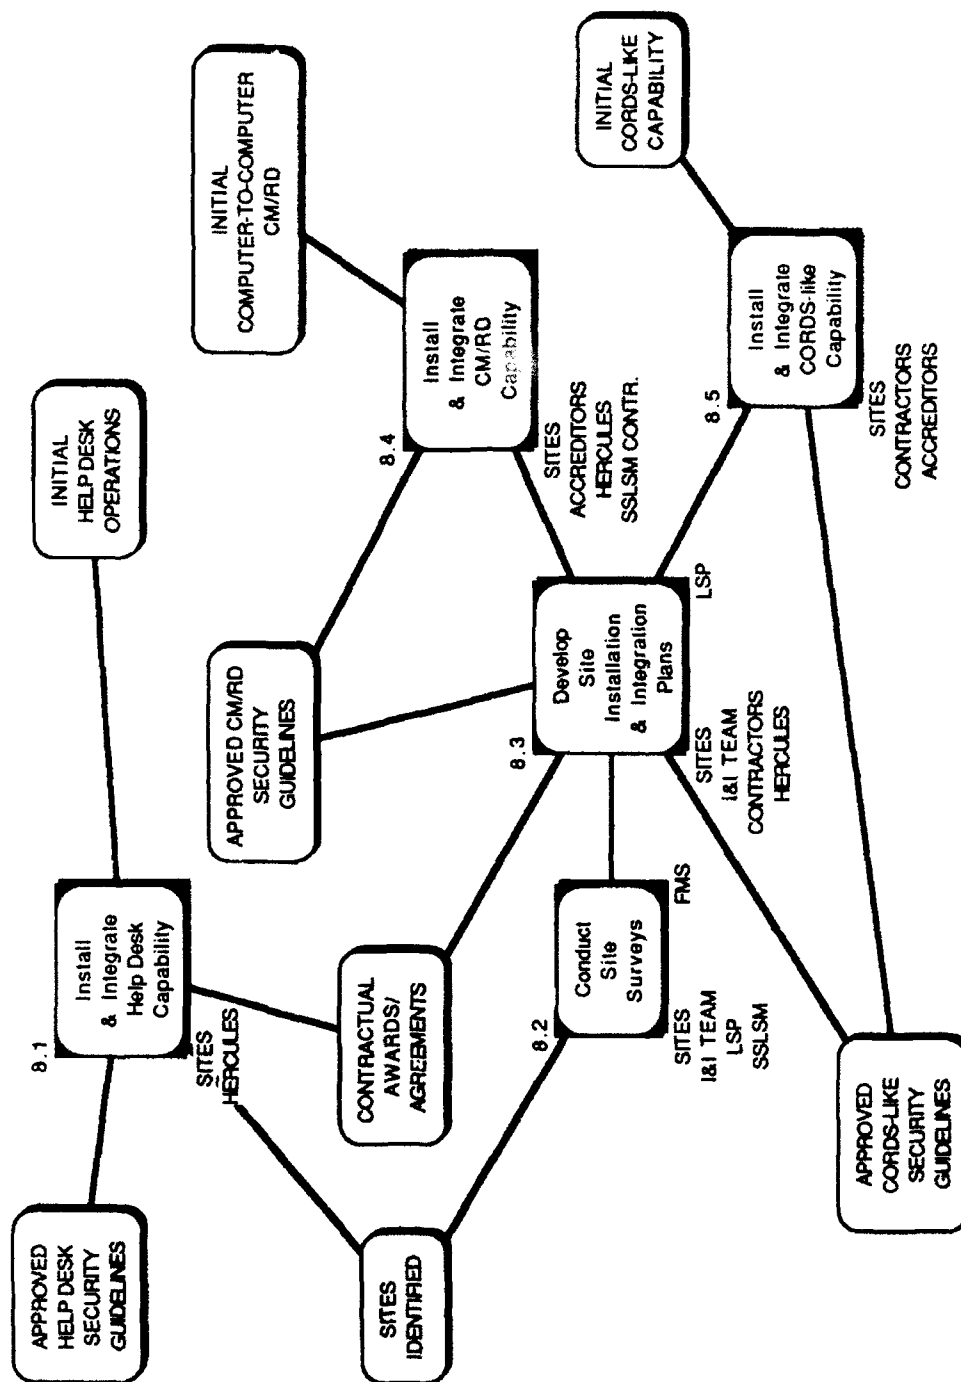 APPROVED
HELP DESK
SECURITY
GUIDELINES
8.1
Install
& Integrate
Help Desk
Capability
SITES
HERCULES
INITIAL
HELP DESK
OPERATIONS
INITIAL
COMPUTER-TO-COMPUTER
CM/RD
APPROVED CM/RD
SECURITY
GUIDELINES
8.4
Install
& Integrate
CM/RD
Capability
SITES
ACCREDITORS
HERCULES
SSLSM CONTR.
SITES
IDENTIFIED
CONTRACTUAL
AWARDS/
AGREEMENTS
8.2
Conduct
Site
Surveys
FMS
SITES
I&I TEAM
LSP
SSLSM
8.3
Develop
Site
Installation
& Integration
Plans
LSP
SITES
I&I TEAM
CONTRACTORS
HERCULES
INITIAL
CORDS-LIKE
CAPABILITY
8.5
Install
& Integrate
CORDS-like
Capability
SITES
CONTRACTORS
ACCREDITORS
APPROVED
CORDS-LIKE
SECURITY
GUIDELINES